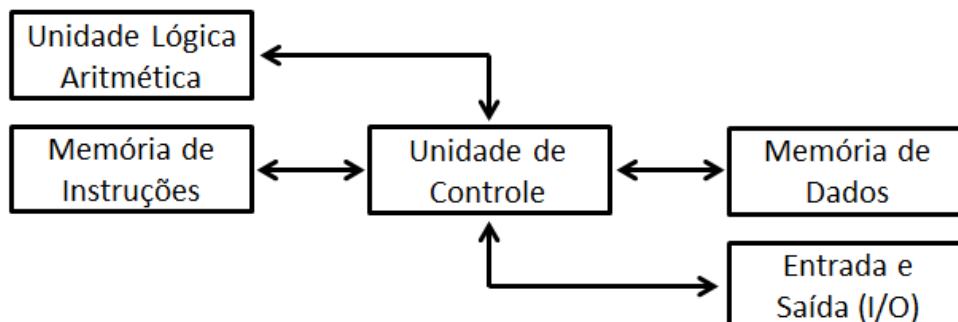 Unidade Lógica
Aritmética
Memória de
Instruções
Unidade de
Controle
Memória de
Dados
Entrada e
Saída (I/O)